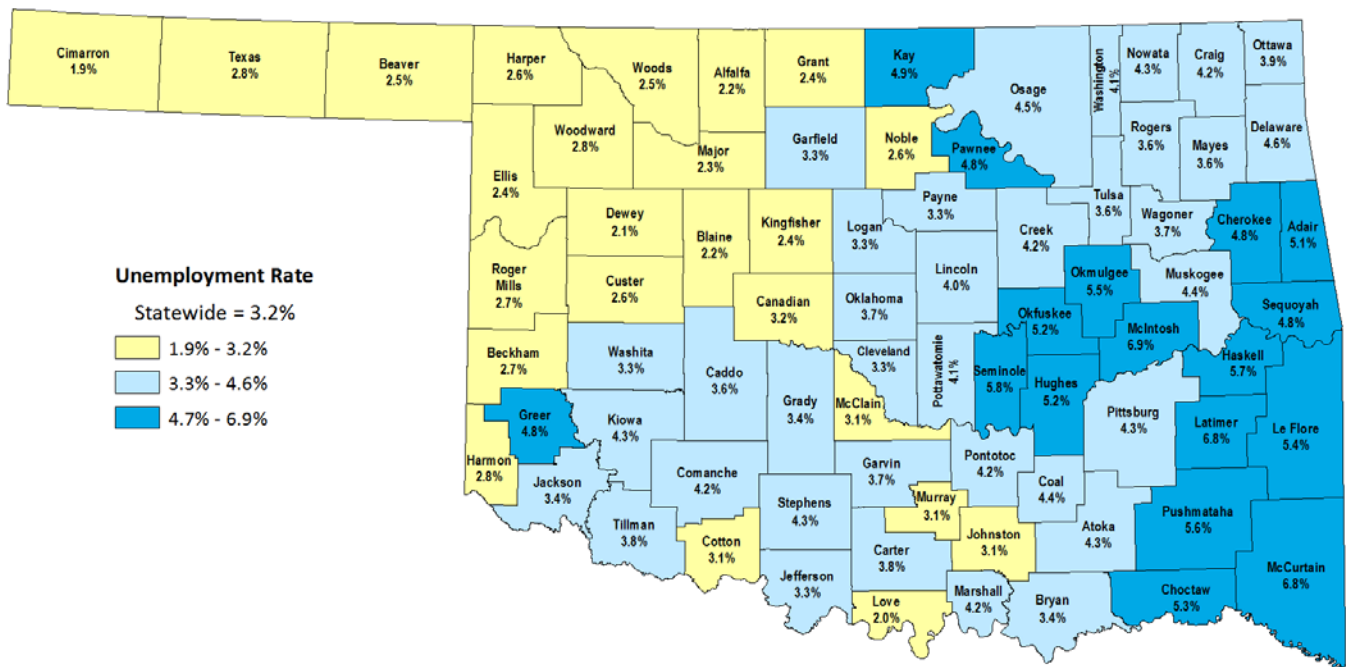 Cimarron
1.9%
Texas
2.8%
Beaver
2.5%
Harper
2.6%
Woods
2.5%
Alfalfa
2.2%
Grant
2.4%
Kay
4.9%
Osage
4.5%
Washington
4.1%
Nowata
4.3%
Craig
4.2%
Ottawa
3.9%
Woodward
2.8%
Major
2.3%
Garfield
3.3%
Noble
2.6%
Pawnee
4.8%
Rogers
3.6%
Mayes
3.6%
Delaware
4.6%
Ellis
2.4%
Dewey
2.1%
Blaine
2.2%
Kingfisher
2.4%
Logan
3.3%
Payne
3.3%
Creek
4.2%
Tulsa
3.6%
Wagoner
3.7%
Cherokee
4.8%
Adair
5.1%
Roger
Mills
2.7%
Custer
2.6%
Canadian
3.2%
Oklahoma
3.7%
Lincoln
4.0%
Okmulgee
5.5%
Muskogee
4.4%
Sequoyah
4.8%
Unemployment Rate
Statewide = 3.2%
1.9% - 3.2%
3.3% - 4.6%
4.7% - 6.9%
Beckham
2.7%
Washita
3.3%
Caddo
3.6%
Grady
3.4%
Cleveland
3.3%
Pottawatomie
4.1%
Okfuskee
5.2%
McIntosh
6.9%
Haskell
5.7%
Seminole
5.8%
Hughes
5.2%
Greer
4.8%
Kiowa
4.3%
McClain
3.1%
Pittsburg
4.3%
Latimer
6.8%
Le Flore
5.4%
Harmon
2.8%
Jackson
3.4%
Comanche
4.2%
Garvin
3.7%
Pontotoc
4.2%
Coal
4.4%
Tillman
3.8%
Stephens
4.3%
Murray
3.1%
Atoka
4.3%
Pushmataha
5.6%
Cotton
3.1%
Carter
3.8%
Johnston
3.1%
McCurtain
6.8%
Jefferson
3.3%
Love
2.0%
Marshall
4.2%
Bryan
3.4%
Choctaw
5.3%